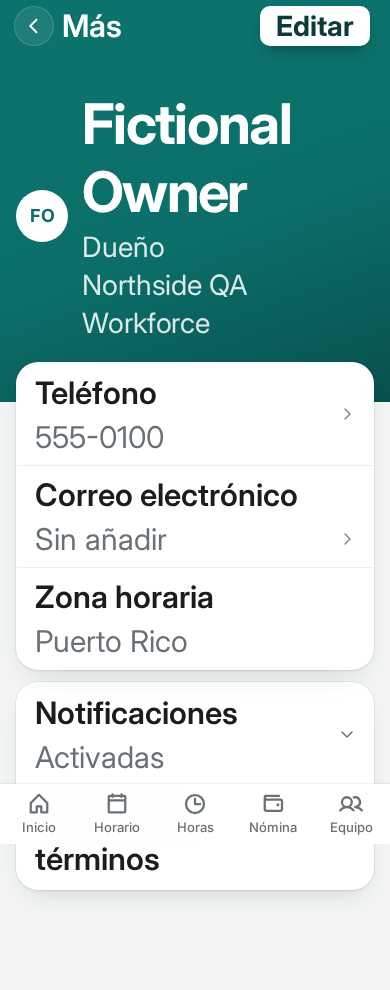 Más
Editar
Fictional
Owner
FO
Dueño
Northside QA
Workforce
Teléfono
555-0100
Correo electrónico
Sin añadir
Zona horaria
Puerto Rico
Notificaciones
Activadas
Inicio
Horario
Horas
Nómina
Equipo
términos